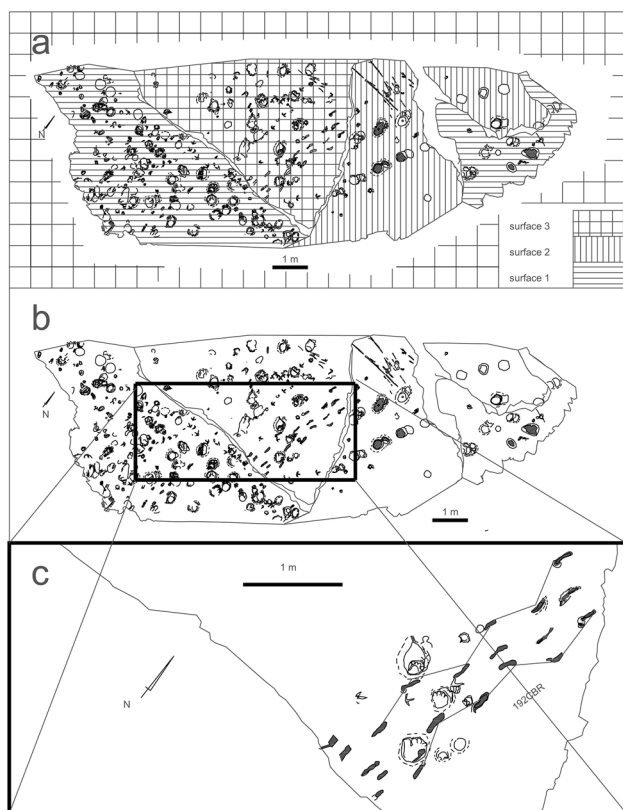 a
N
surface 3
surface 2
surface 1
1 m
b
N
1 m
c
1 m
N
192GBR